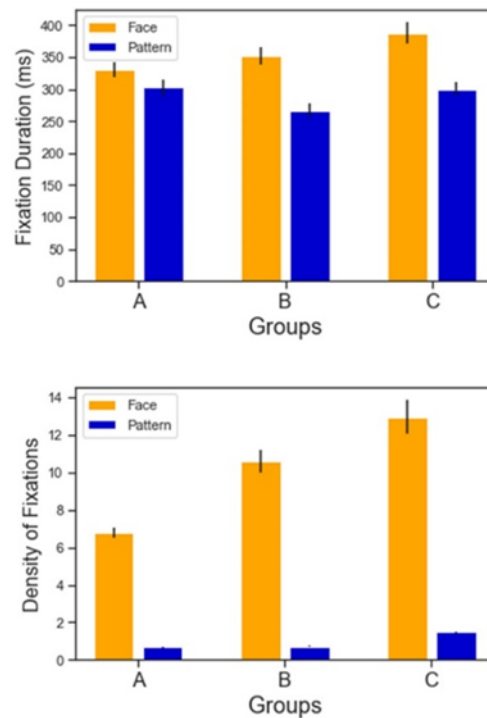 Fixation Duration (ms)
400
350
300
250
200
150
100
50
0
Face
Pattern
A B C
Groups
Density of Fixations
14
12
10
8
6
4
2
0
Face
Pattern
A B C
Groups